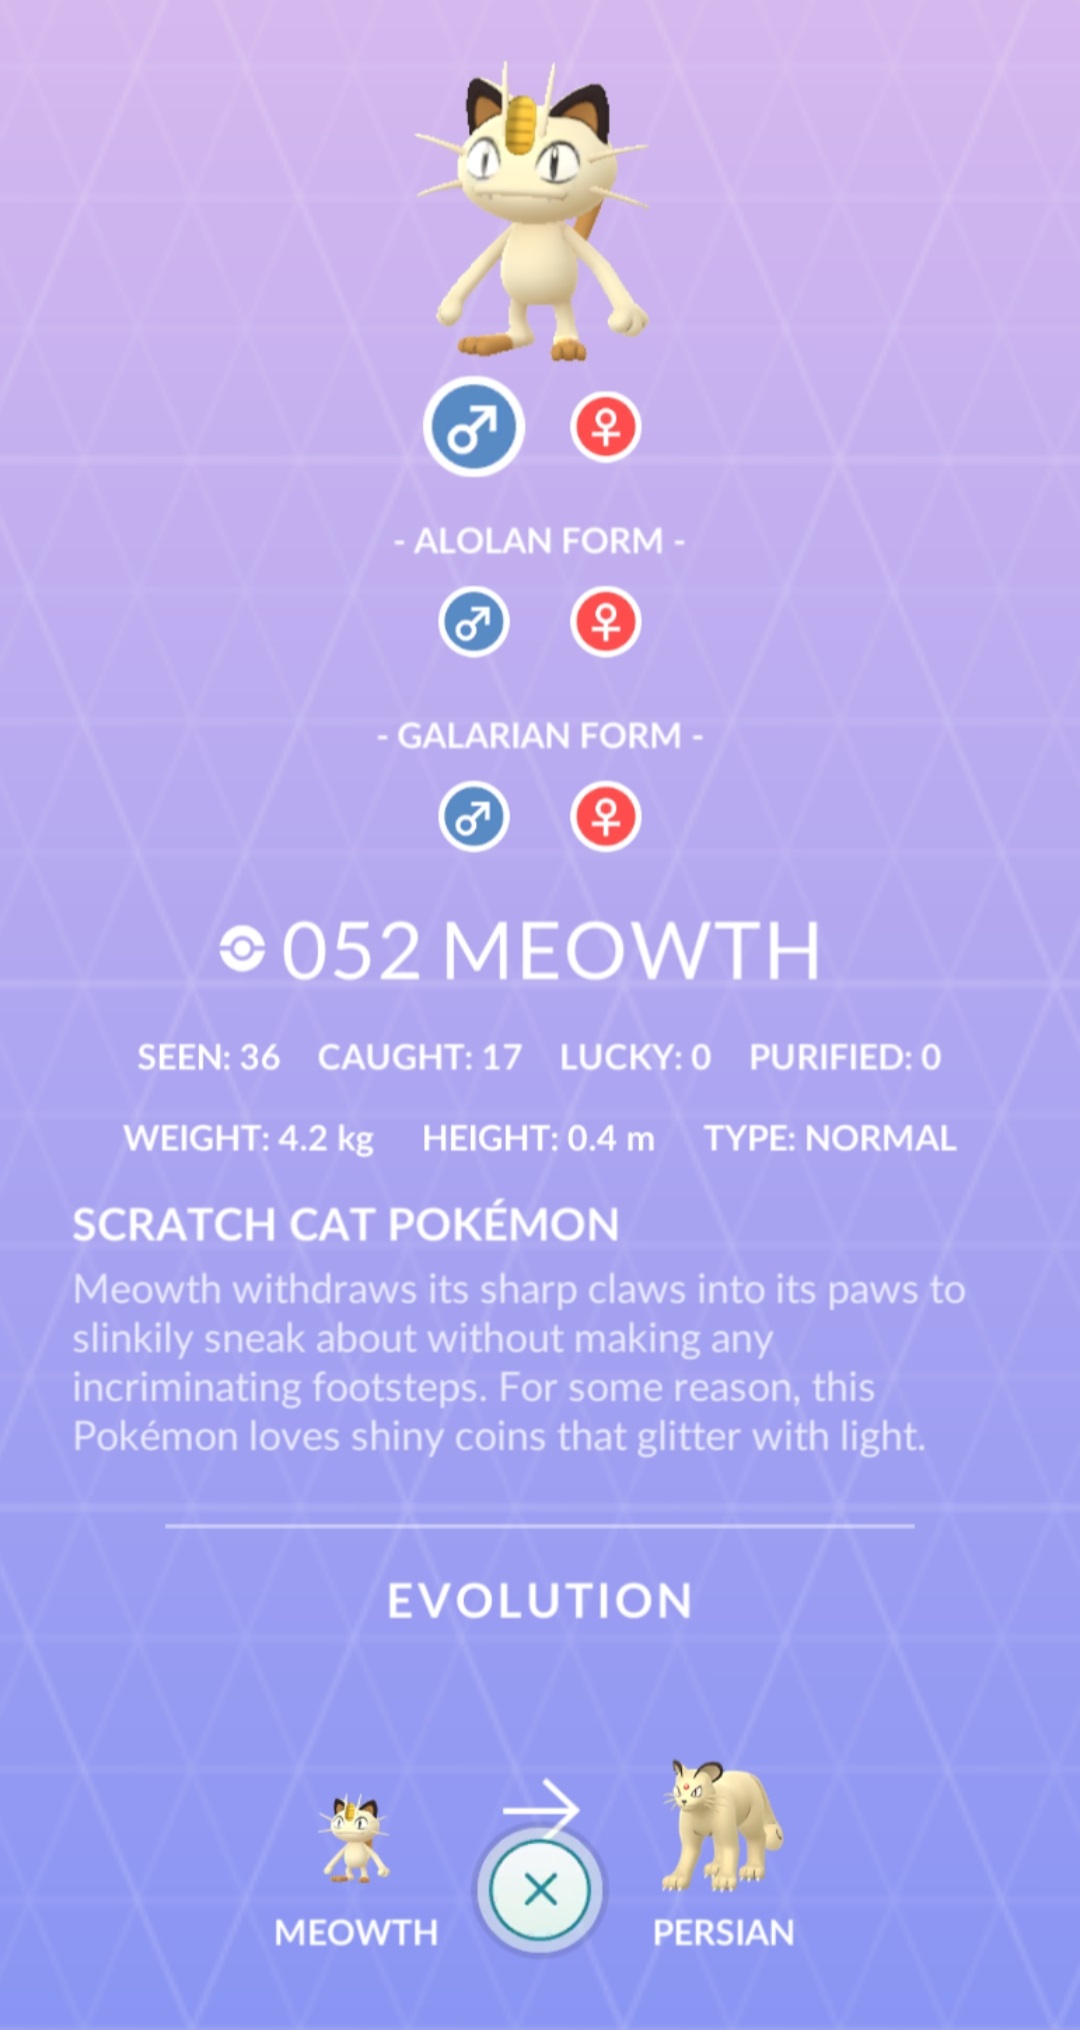 - ALOLAN FORM -
- GALARIAN FORM -
052 MEOWTH
SEEN: 36 CAUGHT: 17 LUCKY: 0 PURIFIED: 0
WEIGHT: 4.2 kg HEIGHT: 0.4 m TYPE: NORMAL
SCRATCH CAT POKÉMON
Meowth withdraws its sharp claws into its paws to
slinkily sneak about without making any
incriminating footsteps. For some reason, this
Pokémon loves shiny coins that glitter with light.
EVOLUTION
MEOWTH PERSIAN